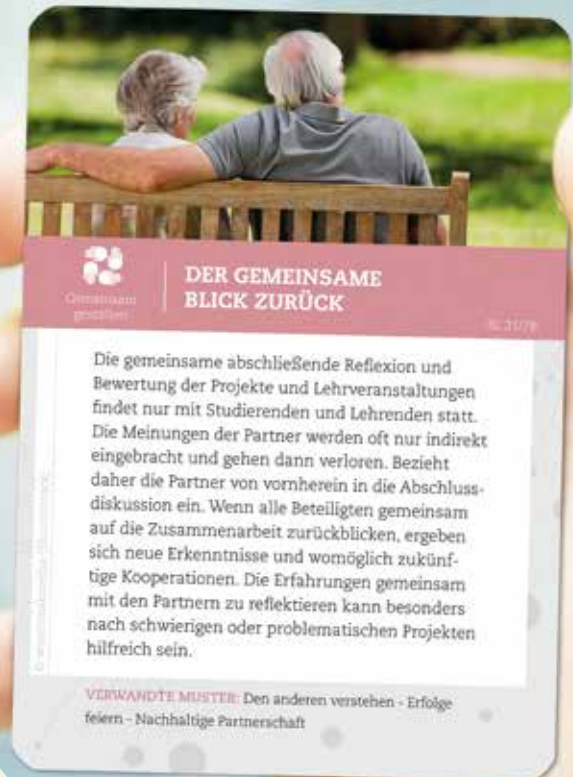 Gemeinsam
gestalten
DER GEMEINSAME
BLICK ZURÜCK
Die gemeinsame abschließende Reflexion und
Bewertung der Projekte und Lehrveranstaltungen
findet nur mit Studierenden und Lehrenden statt.
Die Meinungen der Partner werden oft nur indirekt
eingebracht und gehen dann verloren. Bezieht
daher die Partner von vornherein in die Abschluss-
diskussion ein. Wenn alle Beteiligten gemeinsam
auf die Zusammenarbeit zurückblicken, ergeben
sich neue Erkenntnisse und womöglich zukünf-
tige Kooperationen. Die Erfahrungen gemeinsam
mit den Partnern zu reflektieren kann besonders
nach schwierigen oder problematischen Projekten
hilfreich sein.
VERWANDTE MUSTER: Den anderen verstehen - Erfolge
feiern - Nachhaltige Partnerschaft